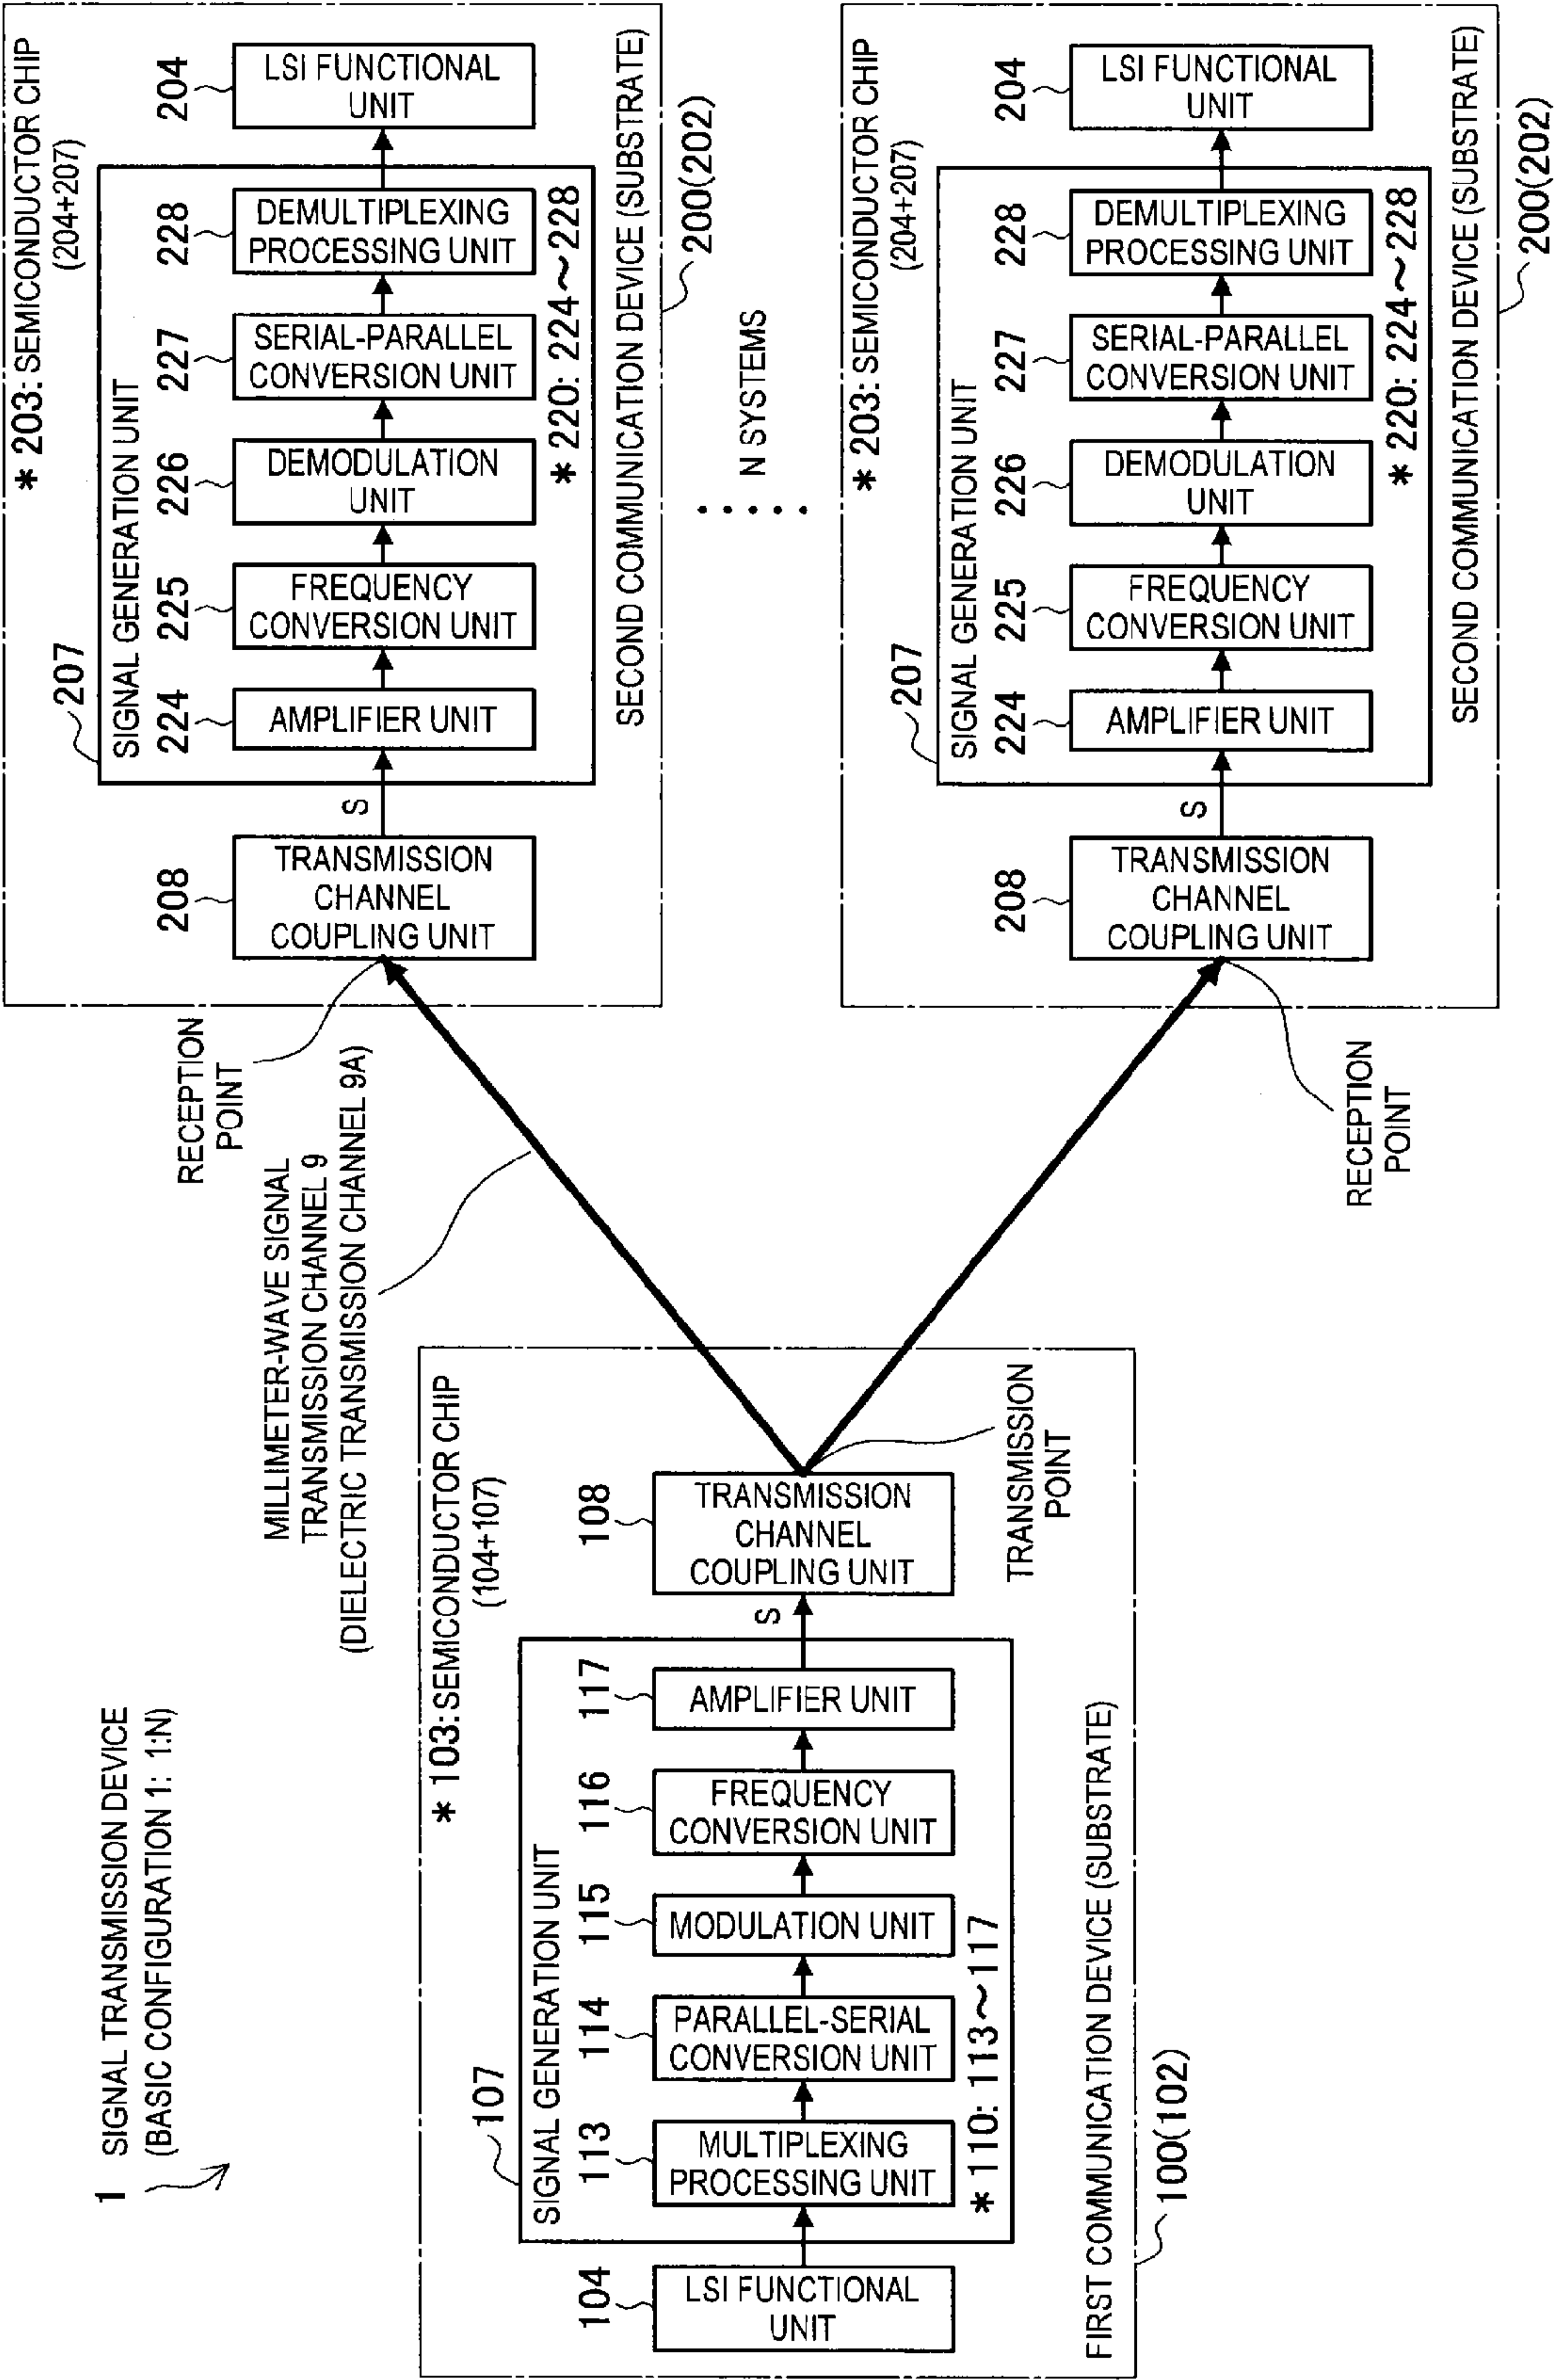 1
SIGNAL TRANSMISSION DEVICE
(BASIC CONFIGURATION 1: 1:N)
MILLIMETER-WAVE SIGNAL
TRANSMISSION CHANNEL 9
(DIELECTRIC TRANSMISSION CHANNEL 9A)
* 103: SEMICONDUCTOR CHIP
(104+107)
107
SIGNAL GENERATION UNIT
104
LSI FUNCTIONAL
UNIT
113
MULTIPLEXING
PROCESSING UNIT
114
PARALLEL-SERIAL
CONVERSION UNIT
115
MODULATION UNIT
116
FREQUENCY
CONVERSION UNIT
117
AMPLIFIER UNIT
S
108
TRANSMISSION
CHANNEL
COUPLING UNIT
* 110: 113~117
TRANSMISSION
POINT
FIRST COMMUNICATION DEVICE (SUBSTRATE)
100(102)
RECEPTION
POINT
* 203: SEMICONDUCTOR CHIP
(204+207)
207
SIGNAL GENERATION UNIT
208
TRANSMISSION
CHANNEL
COUPLING UNIT
S
224
AMPLIFIER UNIT
225
FREQUENCY
CONVERSION UNIT
226
DEMODULATION
UNIT
227
SERIAL-PARALLEL
CONVERSION UNIT
228
DEMULTIPLEXING
PROCESSING UNIT
204
LSI FUNCTIONAL
UNIT
* 220: 224~228
SECOND COMMUNICATION DEVICE (SUBSTRATE)
200(202)
..... N SYSTEMS
* 203: SEMICONDUCTOR CHIP
(204+207)
207
SIGNAL GENERATION UNIT
208
TRANSMISSION
CHANNEL
COUPLING UNIT
S
224
AMPLIFIER UNIT
225
FREQUENCY
CONVERSION UNIT
226
DEMODULATION
UNIT
227
SERIAL-PARALLEL
CONVERSION UNIT
228
DEMULTIPLEXING
PROCESSING UNIT
204
LSI FUNCTIONAL
UNIT
* 220: 224~228
RECEPTION
POINT
SECOND COMMUNICATION DEVICE (SUBSTRATE)
200(202)